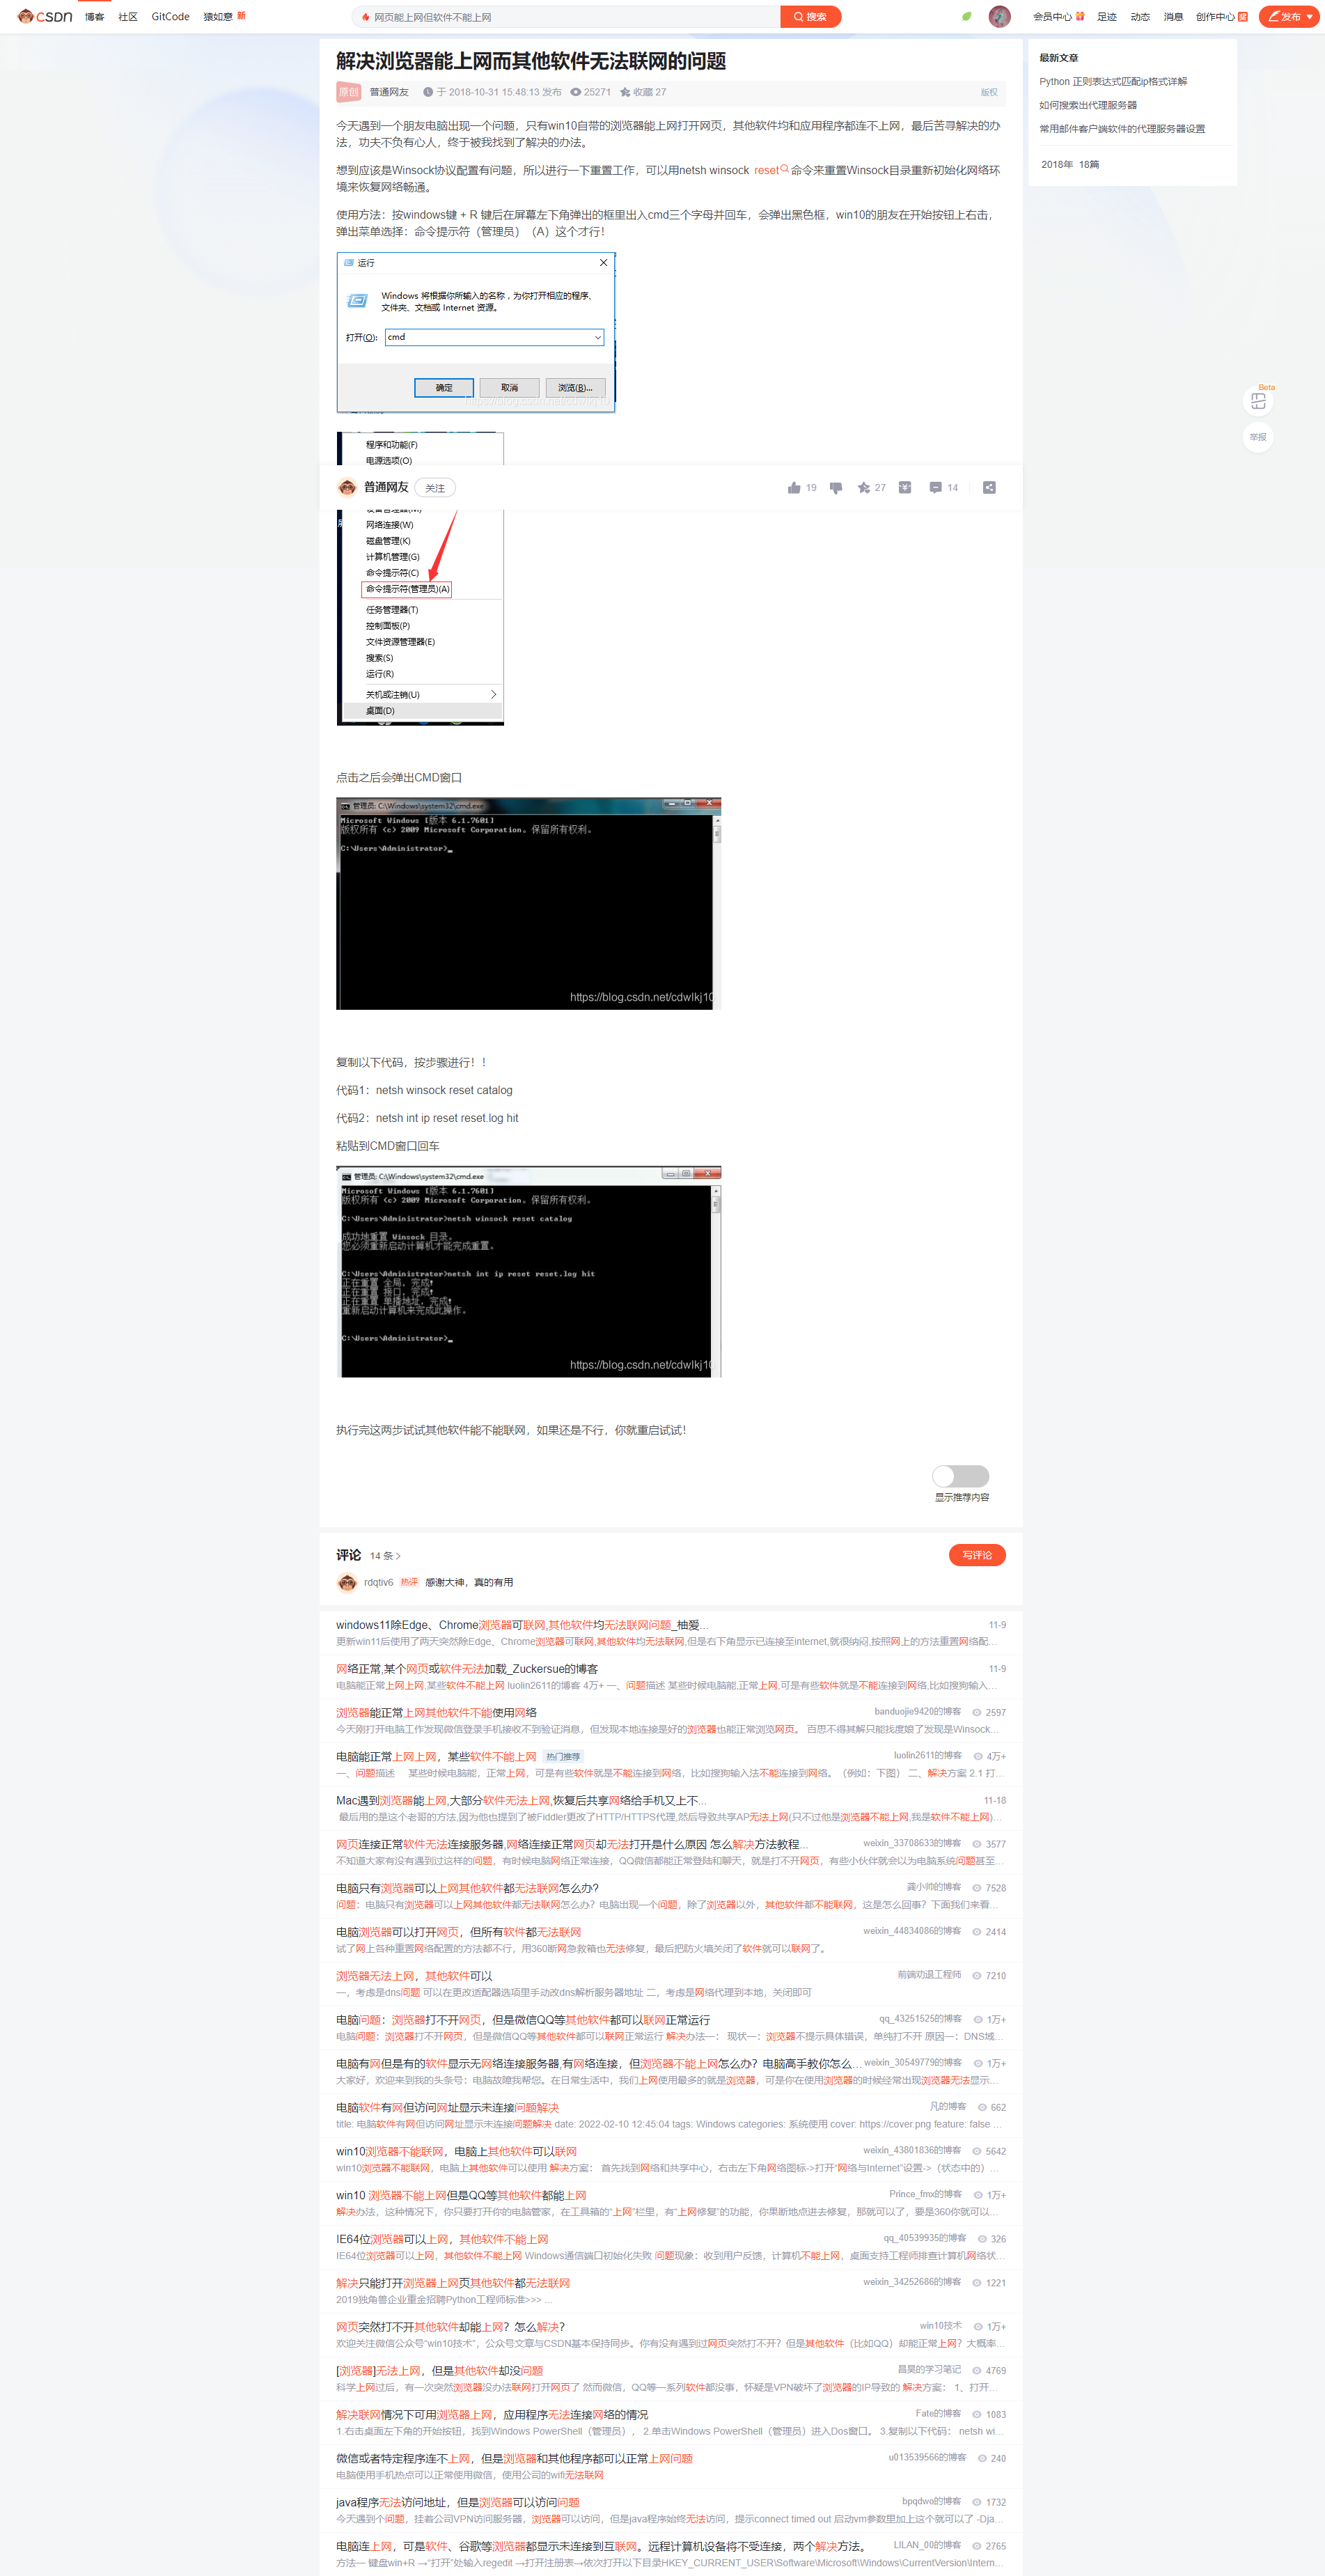 CSDN 博客 社区 GitCode 猿如意 新 网页能上网但软件不能上网 搜索 会员中心 足迹 动态 消息 创作中心 发布
解决浏览器能上网而其他软件无法联网的问题
原创 普通网友 于 2018-10-31 15:48:13 发布 25271 收藏 27 版权
最新文章
Python 正则表达式匹配ip格式详解
如何搜索出代理服务器
常用邮件客户端软件的代理服务器设置
2018年 18篇
今天遇到一个朋友电脑出现一个问题，只有win10自带的浏览器能上网打开网页，其他软件均和应用程序都连不上网，最后苦寻解决的办
法，功夫不负有心人，终于被我找到了解决的办法。
想到应该是Winsock协议配置有问题，所以进行一下重置工作，可以用netsh winsock reset命令来重置Winsock目录重新初始化网络环
境来恢复网络畅通。
使用方法：按windows键 + R 键后在屏幕左下角弹出的框里出入cmd三个字母并回车，会弹出黑色框，win10的朋友在开始按钮上右击，
弹出菜单选择：命令提示符（管理员）（A）这个才行！
运行
Windows 将根据你所输入的名称，为你打开相应的程序、
文件夹、文档或 Internet 资源。
打开(O): cmd
确定 取消 浏览(B)...
Beta
举报
程序和功能(F)
电源选项(O)
普通网友 关注 19 27 14
网络连接(W)
磁盘管理(K)
计算机管理(G)
命令提示符(C)
命令提示符(管理员)(A)
任务管理器(T)
控制面板(P)
文件资源管理器(E)
搜索(S)
运行(R)
关机或注销(U)
桌面(D)
点击之后会弹出CMD窗口
管理员: C:\Windows\system32\cmd.exe
Microsoft Windows [版本 6.1.7601]
版权所有 (c) 2009 Microsoft Corporation。保留所有权利。
C:\Users\Administrator>_
https://blog.csdn.net/cdwlkj10
复制以下代码，按步骤进行！！
代码1：netsh winsock reset catalog
代码2：netsh int ip reset reset.log hit
粘贴到CMD窗口回车
管理员: C:\Windows\system32\cmd.exe
Microsoft Windows [版本 6.1.7601]
版权所有 (c) 2009 Microsoft Corporation。保留所有权利。
C:\Users\Administrator>netsh winsock reset catalog
成功地重置 Winsock 目录。
您必须重新启动计算机才能完成重置。
C:\Users\Administrator>netsh int ip reset reset.log hit
正在重置 全局，完成!
正在重置 接口，完成!
正在重置 单播地址，完成!
重新启动计算机来完成此操作。
C:\Users\Administrator>_
https://blog.csdn.net/cdwlkj10
执行完这两步试试其他软件能不能联网，如果还是不行，你就重启试试！
显示推荐内容
评论 14 条 > 写评论
rdqtiv6 热评 感谢大神，真的有用
windows11除Edge、Chrome浏览器可联网,其他软件均无法联网问题_柚爱... 11-9
更新win11后使用了两天突然除Edge、Chrome浏览器可联网,其他软件均无法联网,但是右下角显示已连接至internet,就很纳闷,按照网上的方法重置网络配...
网络正常,某个网页或软件无法加载_Zuckersue的博客 11-9
电脑能正常上网上网,某些软件不能上网 luolin2611的博客 4万+ 一、问题描述 某些时候电脑能,正常上网,可是有些软件就是不能连接到网络,比如搜狗输入...
浏览器能正常上网其他软件不能使用网络 banduojie9420的博客 2597
今天刚打开电脑工作发现微信登录手机接收不到验证消息，但发现本地连接是好的浏览器也能正常浏览网页。 百思不得其解只能找度娘了发现是Winsock...
电脑能正常上网上网，某些软件不能上网 热门推荐 luolin2611的博客 4万+
一、问题描述 某些时候电脑能，正常上网，可是有些软件就是不能连接到网络，比如搜狗输入法不能连接到网络。（例如：下图） 二、解决方案 2.1 打...
Mac遇到浏览器能上网,大部分软件无法上网,恢复后共享网络给手机又上不... 11-18
最后用的是这个老哥的方法,因为他也提到了被Fiddler更改了HTTP/HTTPS代理,然后导致共享AP无法上网(只不过他是浏览器不能上网,我是软件不能上网)...
网页连接正常软件无法连接服务器,网络连接正常网页却无法打开是什么原因 怎么解决方法教程... weixin_33708633的博客 3577
不知道大家有没有遇到过这样的问题，有时候电脑网络正常连接，QQ微信都能正常登陆和聊天，就是打不开网页，有些小伙伴就会以为电脑系统问题甚至...
电脑只有浏览器可以上网其他软件都无法联网怎么办? 龚小帅的博客 7528
问题：电脑只有浏览器可以上网其他软件都无法联网怎么办？电脑出现一个问题，除了浏览器以外，其他软件都不能联网，这是怎么回事？下面我们来看...
电脑浏览器可以打开网页，但所有软件都无法联网 weixin_44834086的博客 2414
试了网上各种重置网络配置的方法都不行，用360断网急救箱也无法修复，最后把防火墙关闭了软件就可以联网了。
浏览器无法上网，其他软件可以 前端劝退工程师 7210
一，考虑是dns问题 可以在更改适配器选项里手动改dns解析服务器地址 二，考虑是网络代理到本地，关闭即可
电脑问题：浏览器打不开网页，但是微信QQ等其他软件都可以联网正常运行 qq_43251525的博客 1万+
电脑问题：浏览器打不开网页，但是微信QQ等其他软件都可以联网正常运行 解决办法一： 现状一：浏览器不提示具体错误，单纯打不开 原因一：DNS域...
电脑有网但是有的软件显示无网络连接服务器,有网络连接，但浏览器不能上网怎么办？电脑高手教你怎么... weixin_30549779的博客 1万+
大家好，欢迎来到我的头条号：电脑故障我帮您。在日常生活中，我们上网使用最多的就是浏览器，可是你在使用浏览器的时候经常出现浏览器无法显示...
电脑软件有网但访问网址显示未连接问题解决 凡的博客 662
title: 电脑软件有网但访问网址显示未连接问题解决 date: 2022-02-10 12:45:04 tags: Windows categories: 系统使用 cover: https://cover.png feature: false ...
win10浏览器不能联网，电脑上其他软件可以联网 weixin_43801836的博客 5642
win10浏览器不能联网，电脑上其他软件可以使用 解决方案： 首先找到网络和共享中心，右击左下角网络图标->打开“网络与Internet”设置->（状态中的）...
win10 浏览器不能上网但是QQ等其他软件都能上网 Prince_fmx的博客 1万+
解决办法，这种情况下，你只要打开你的电脑管家，在工具箱的“上网”栏里，有“上网修复”的功能，你果断地点进去修复，那就可以了，要是360你就可以...
IE64位浏览器可以上网，其他软件不能上网 qq_40539935的博客 326
IE64位浏览器可以上网，其他软件不能上网 Windows通信端口初始化失败 问题现象：收到用户反馈，计算机不能上网，桌面支持工程师排查计算机网络状...
解决只能打开浏览器上网页其他软件都无法联网 weixin_34252686的博客 1221
2019独角兽企业重金招聘Python工程师标准>>> ...
网页突然打不开其他软件却能上网？怎么解决？ win10技术 1万+
欢迎关注微信公众号“win10技术”，公众号文章与CSDN基本保持同步。你有没有遇到过网页突然打不开？但是其他软件（比如QQ）却能正常上网？大概率...
[浏览器]无法上网，但是其他软件却没问题 昌昊的学习笔记 4769
科学上网过后，有一次突然浏览器没办法联网打开网页了 然而微信，QQ等一系列软件都没事，怀疑是VPN破坏了浏览器的IP导致的 解决方案： 1、打开...
解决联网情况下可用浏览器上网，应用程序无法连接网络的情况 Fate的博客 1083
1.右击桌面左下角的开始按钮，找到Windows PowerShell（管理员）， 2.单击Windows PowerShell（管理员）进入Dos窗口。 3.复制以下代码： netsh wi...
微信或者特定程序连不上网，但是浏览器和其他程序都可以正常上网问题 u013539566的博客 240
电脑使用手机热点可以正常使用微信，使用公司的wifi无法联网
java程序无法访问地址，但是浏览器可以访问问题 bpqdwo的博客 1732
今天遇到个问题，挂着公司VPN访问服务器，浏览器可以访问，但是java程序始终无法访问，提示connect timed out 启动vm参数里加上这个就可以了 -Dja...
电脑连上网，可是软件、谷歌等浏览器都显示未连接到互联网。远程计算机设备将不受连接，两个解决方法。 LILAN_00的博客 2765
方法一 键盘win+R →“打开”处输入regedit →打开注册表→依次打开以下目录HKEY_CURRENT_USER\Software\Microsoft\Windows\CurrentVersion\Intern...